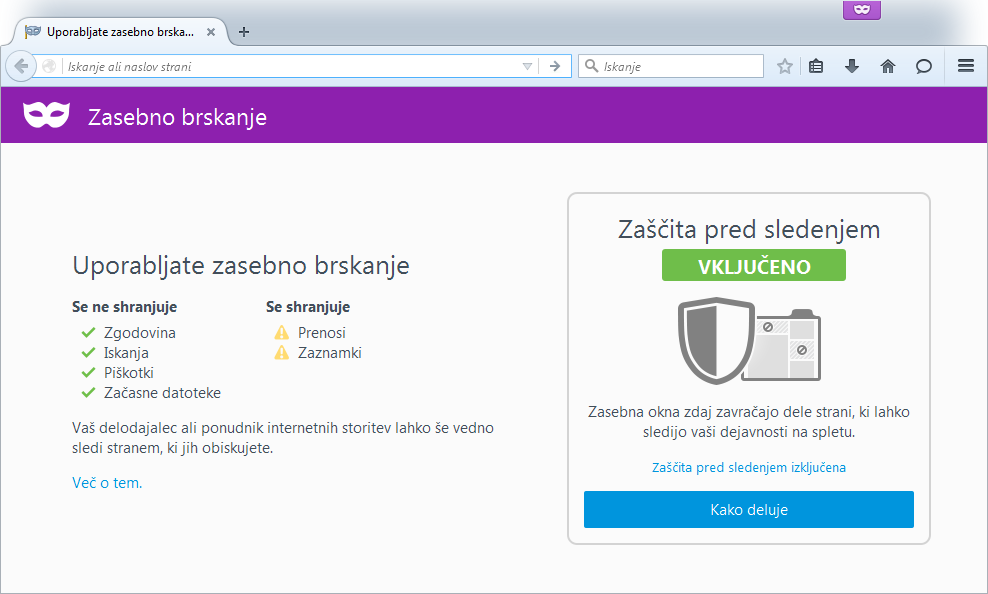 Uporabljate zasebno brska...
Iskanje ali naslov strani
Iskanje
Zasebno brskanje
Uporabljate zasebno brskanje
Se ne shranjuje
Zgodovina
Iskanja
Piškotki
Začasne datoteke
Se shranjuje
Prenosi
Zaznamki
Vaš delodajalec ali ponudnik internetnih storitev lahko še vedno
sledi stranem, ki jih obiskujete.
Več o tem.
Zaščita pred sledenjem
VKLJUČENO
Zasebna okna zdaj zavračajo dele strani, ki lahko
sledijo vaši dejavnosti na spletu.
Zaščita pred sledenjem izključena
Kako deluje